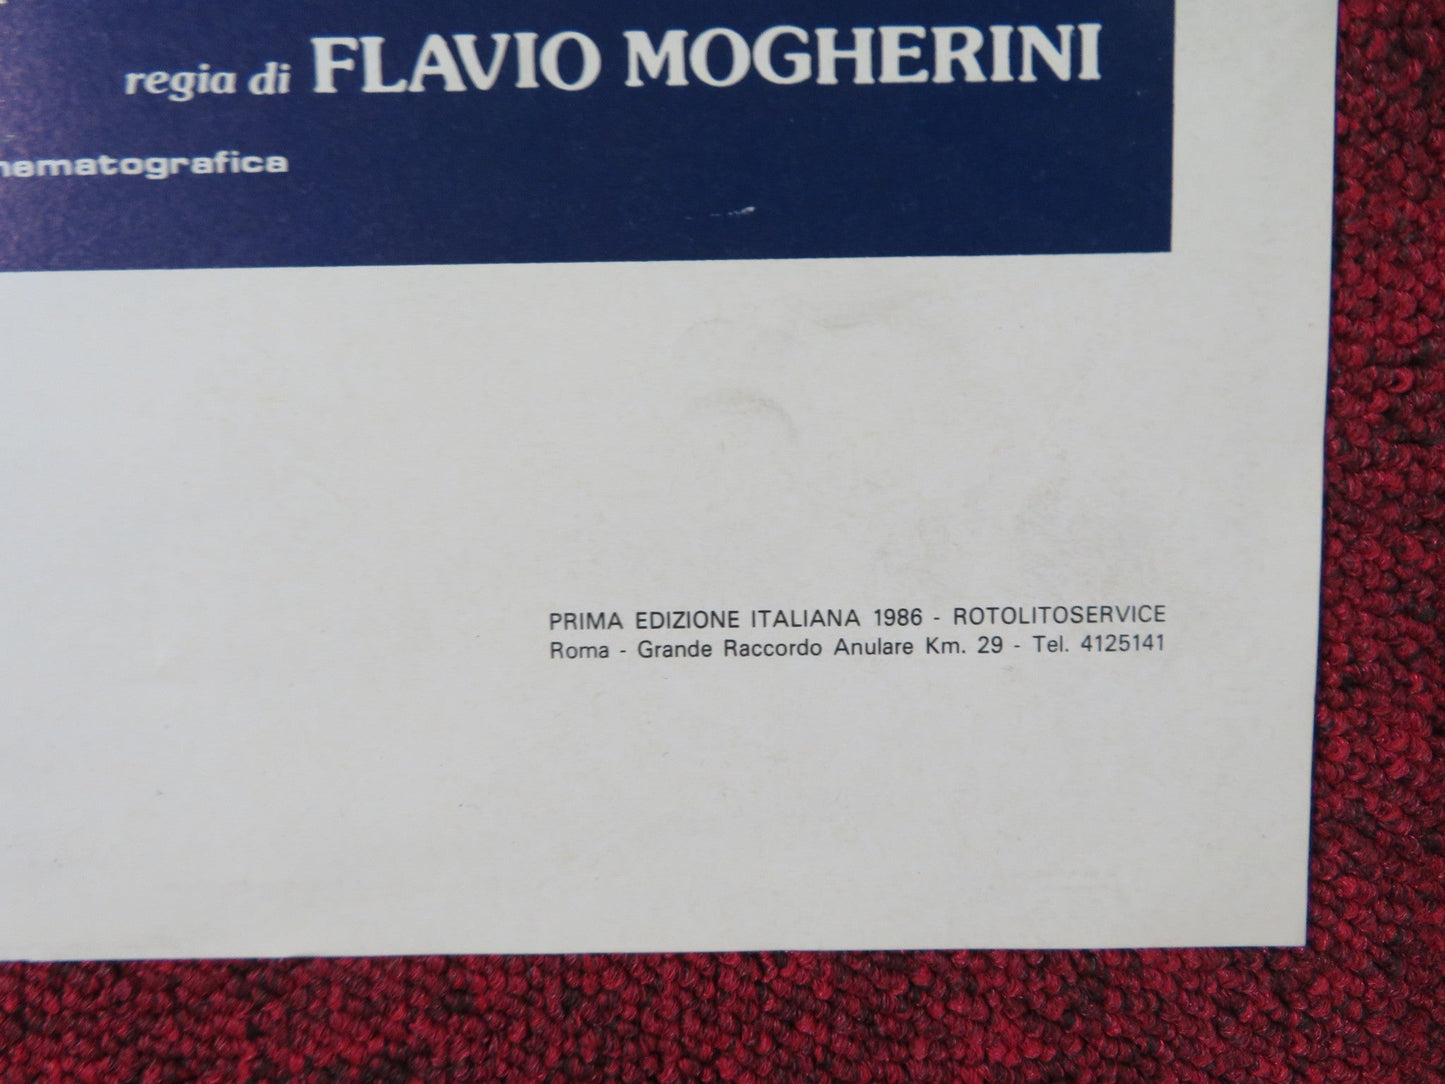 regia di FLAVIO MOGHERINI
nematografica
PRIMA EDIZIONE ITALIANA 1986 - ROTOLITOSERVICE
Roma - Grande Raccordo Anulare Km. 29 - Tel. 4125141